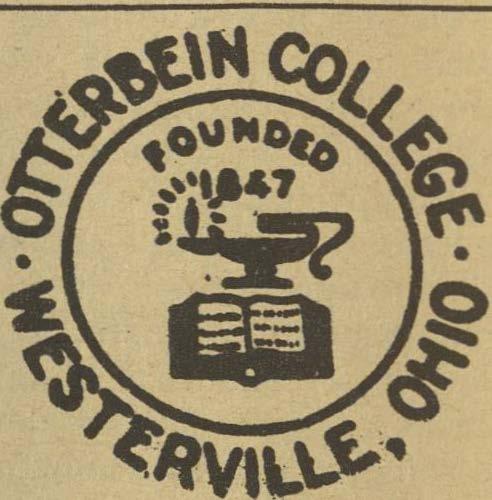 · OTTERBEIN COLLEGE ·
WESTERVILLE, OHIO
FOUNDED
1847